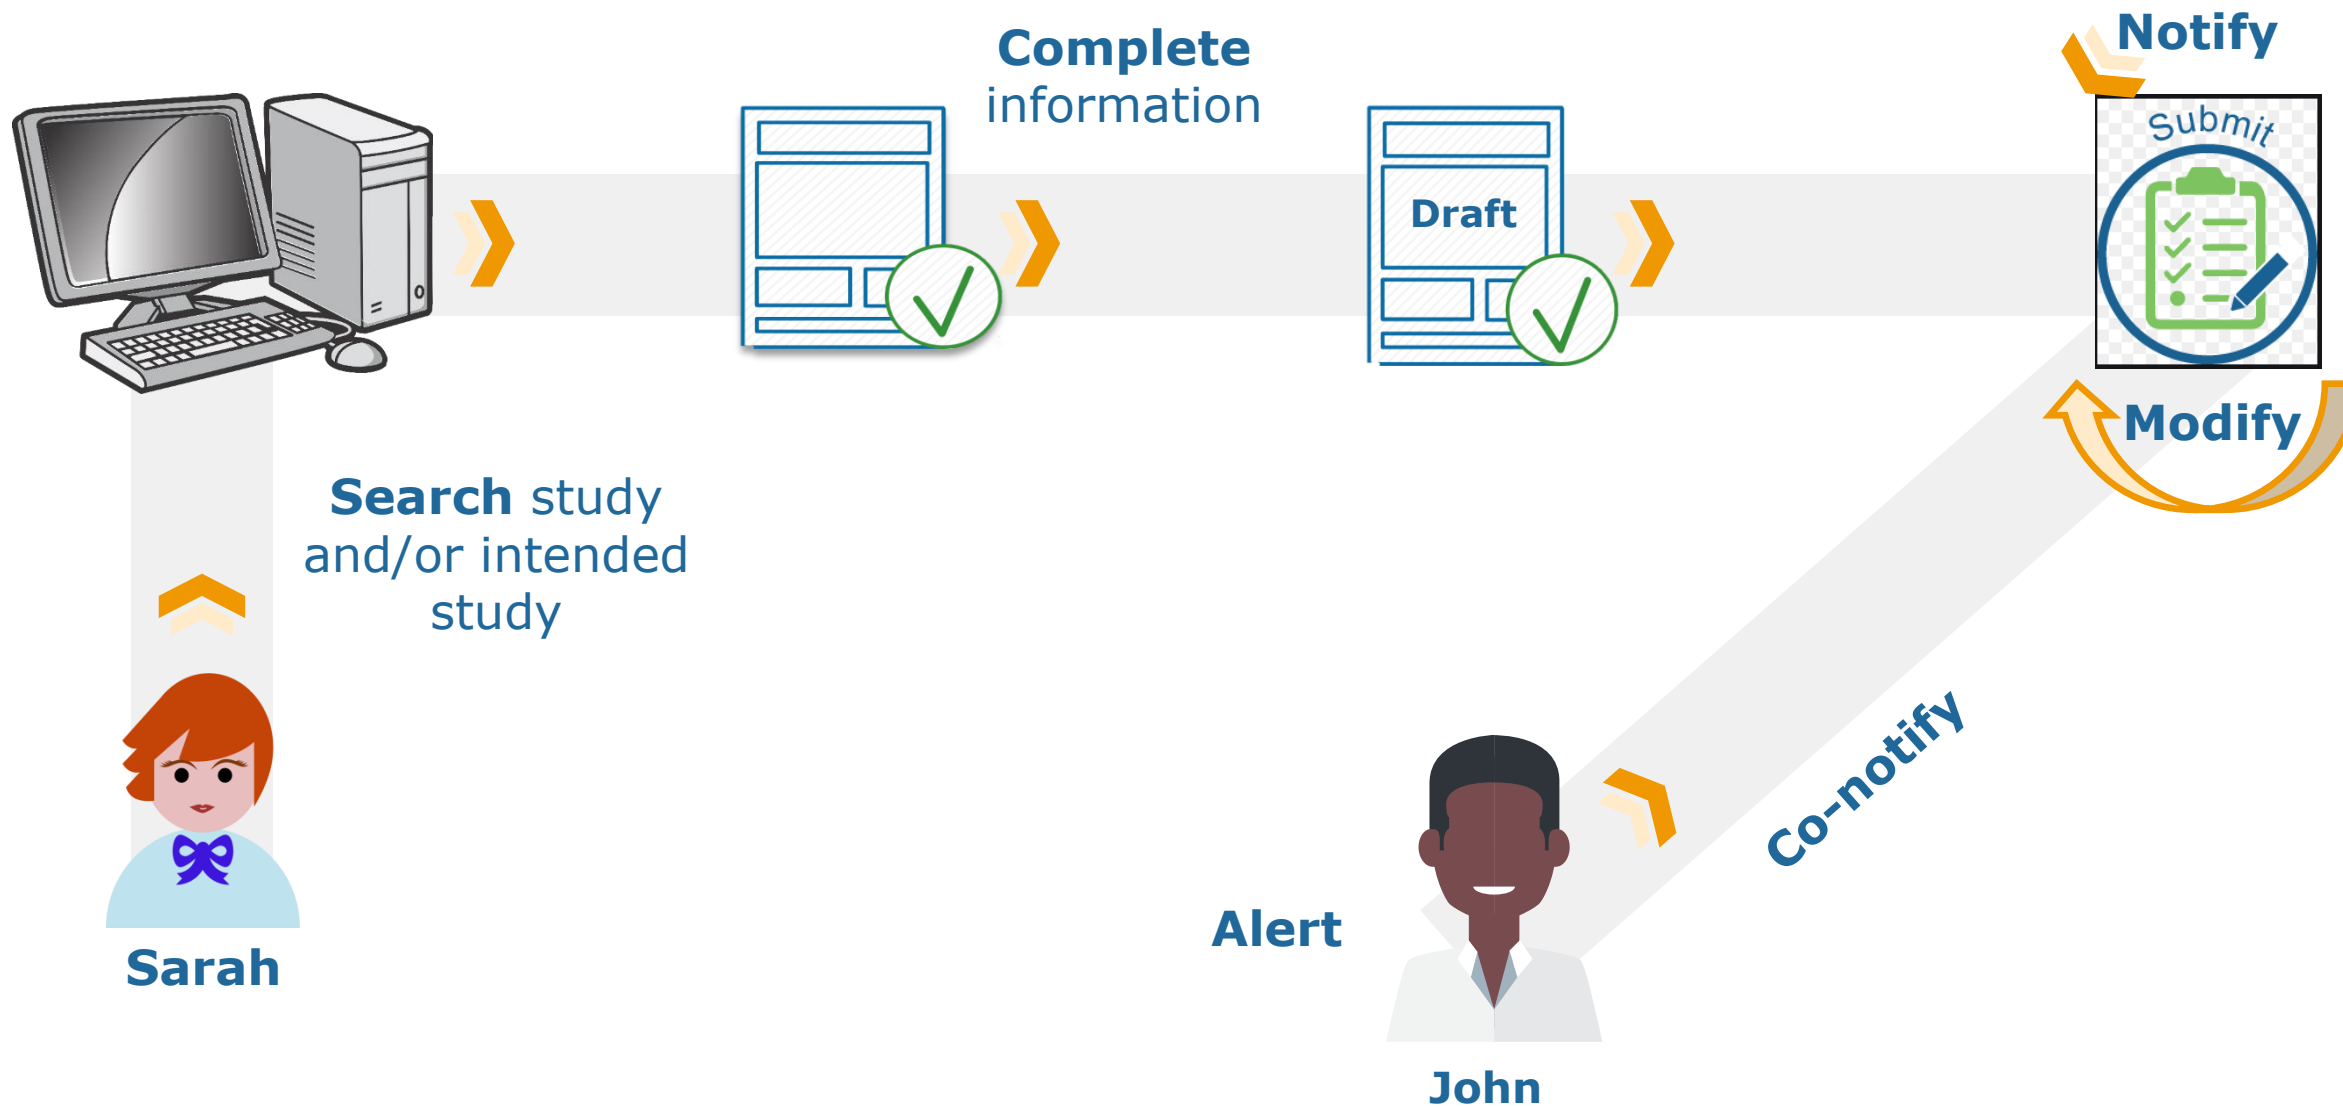 Complete
information
Notify
Submit
Draft
Modify
Search study
and/or intended
study
Co-notify
Alert
Sarah
John